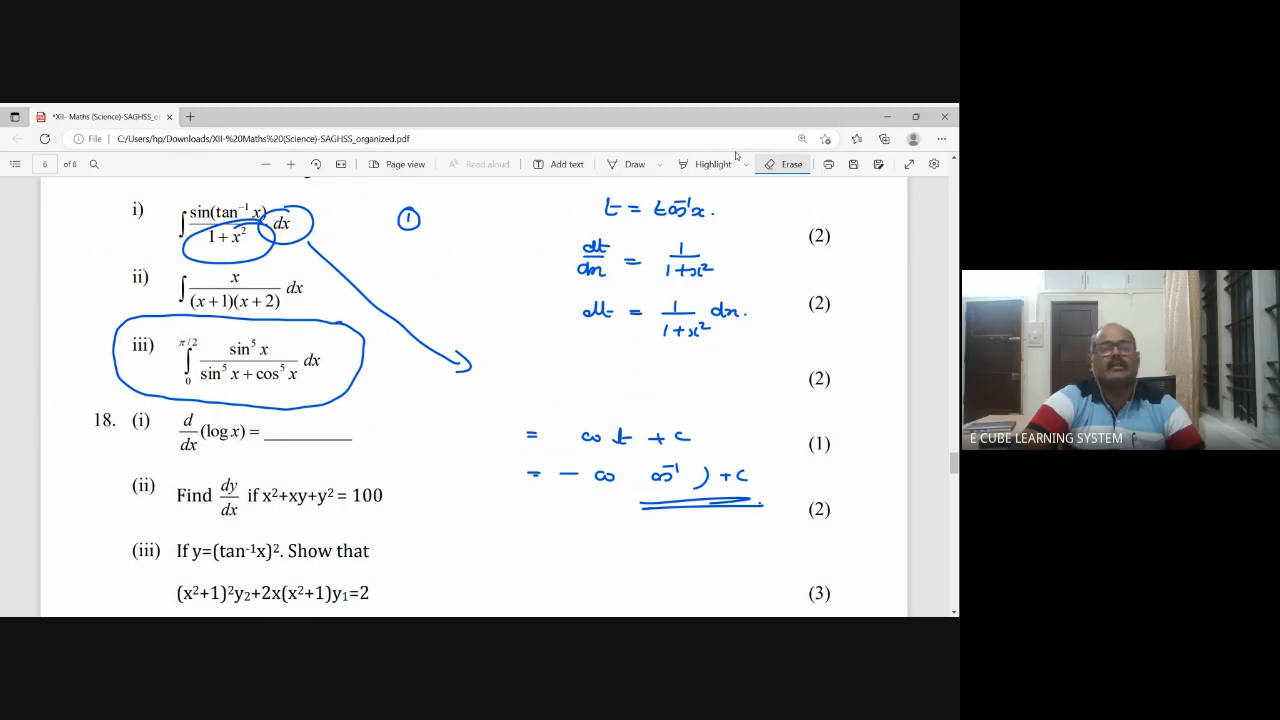 *XII- Maths (Science)-SAGHSS_o
File C:/Users/hp/Downloads/XII-%20Maths%20(Science)-SAGHSS_organized.pdf
6 of 8 Page view Read aloud Add text Draw Highlight Erase
i) ∫ sin(tan⁻¹ x) / 1 + x² dx (2)
①
t = tan⁻¹x.
dt/dx = 1/1+x²
ii) ∫ x / (x+1)(x+2) dx (2)
dt = 1/1+x² dx.
iii) ∫₀^π/2 sin⁵ x / sin⁵ x + cos⁵ x dx (2)
18. (i) d/dx (log x) = __________ (1)
= cos t + c
(ii) Find dy/dx if x²+xy+y² = 100 (2)
= − cos an⁻¹ ) + c
(iii) If y=(tan⁻¹x)². Show that
(x²+1)²y₂+2x(x²+1)y₁=2 (3)
E CUBE LEARNING SYSTEM